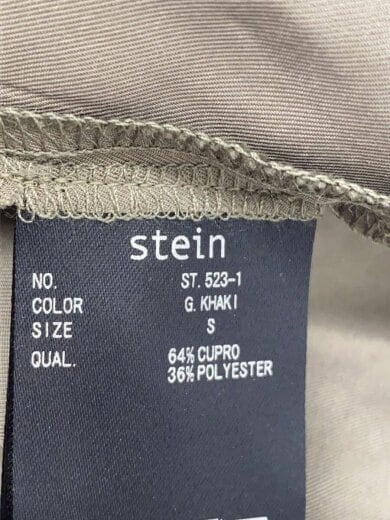 stein
NO. ST. 523-1
COLOR G. KHAKI
SIZE S
QUAL. 64% CUPRO
36% POLYESTER